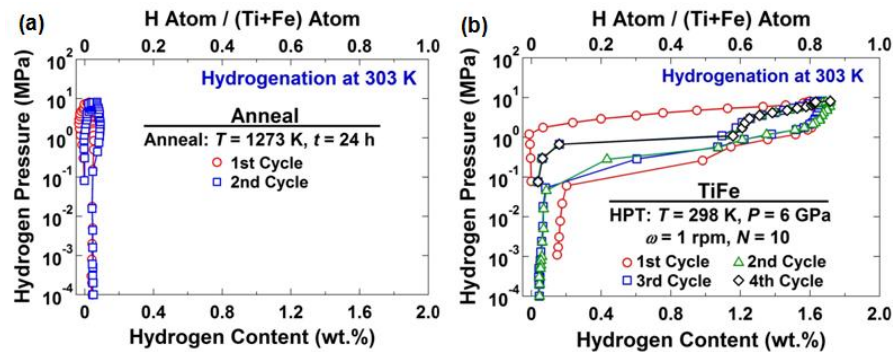 (a)
H Atom / (Ti+Fe) Atom
0 0.2 0.4 0.6 0.8 1.0
Hydrogen Pressure (MPa)
10² 10¹ 10⁰ 10⁻¹ 10⁻² 10⁻³ 10⁻⁴
Hydrogenation at 303 K
Anneal
Anneal: T = 1273 K, t = 24 h
1st Cycle
2nd Cycle
0 0.4 0.8 1.2 1.6 2.0
Hydrogen Content (wt.%)
(b)
H Atom / (Ti+Fe) Atom
0 0.2 0.4 0.6 0.8 1.0
Hydrogen Pressure (MPa)
10² 10¹ 10⁰ 10⁻¹ 10⁻² 10⁻³ 10⁻⁴
Hydrogenation at 303 K
TiFe
HPT: T = 298 K, P = 6 GPa
ω = 1 rpm, N = 10
1st Cycle 2nd Cycle
3rd Cycle 4th Cycle
0 0.4 0.8 1.2 1.6 2.0
Hydrogen Content (wt.%)